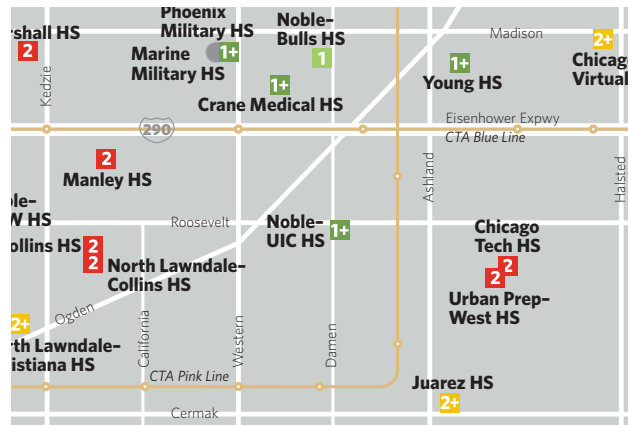 Phoenix
Military HS
1+
Marine
Military HS
Noble–
Bulls HS
1
Madison
2+
Chicag
Virtual
rshall HS
2
Kedzie
1+
Crane Medical HS
1+
Young HS
Eisenhower Expwy
CTA Blue Line
290
2
Manley HS
Ashland
Halsted
ble–
W HS
Roosevelt
Noble–
UIC HS
1+
Chicago
Tech HS
2
2
Urban Prep–
West HS
ollins HS
2
2
North Lawndale–
Collins HS
Ogden
2+
rth Lawndale–
istiana HS
California
Western
Damen
CTA Pink Line
Juarez HS
2+
Cermak